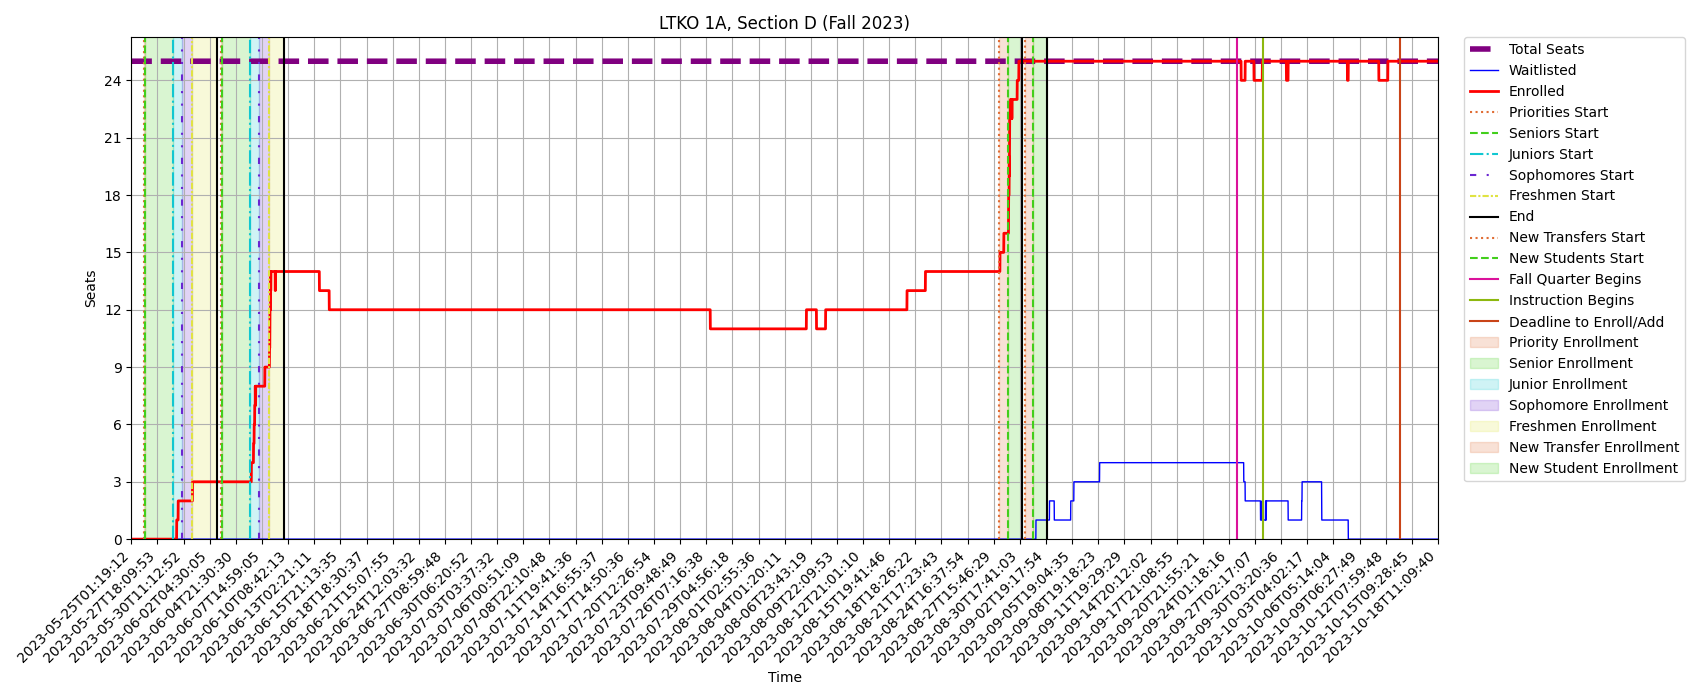 LTKO 1A, Section D (Fall 2023)
Seats
24
21
18
15
12
9
6
3
0
2023-05-25T01:19:12
2023-05-27T18:09:53
2023-05-30T11:12:52
2023-06-02T04:30:05
2023-06-04T21:30:30
2023-06-07T14:59:05
2023-06-10T08:42:13
2023-06-13T02:21:11
2023-06-15T21:13:35
2023-06-18T18:30:37
2023-06-21T15:07:55
2023-06-24T12:03:32
2023-06-27T08:59:48
2023-06-30T06:20:52
2023-07-03T03:37:32
2023-07-06T00:51:09
2023-07-08T22:10:48
2023-07-11T19:41:36
2023-07-14T16:55:37
2023-07-17T14:50:36
2023-07-20T12:26:54
2023-07-23T09:48:49
2023-07-26T07:16:38
2023-07-29T04:56:18
2023-08-01T02:55:36
2023-08-04T01:20:11
2023-08-06T23:43:19
2023-08-09T22:09:53
2023-08-12T21:01:10
2023-08-15T19:41:46
2023-08-18T18:26:22
2023-08-21T17:23:43
2023-08-24T16:37:54
2023-08-27T15:46:29
2023-08-30T17:41:03
2023-09-02T19:17:54
2023-09-05T19:04:35
2023-09-08T19:18:23
2023-09-11T19:29:29
2023-09-14T20:12:02
2023-09-17T21:08:55
2023-09-20T21:55:21
2023-09-24T01:18:16
2023-09-27T02:17:07
2023-09-30T03:20:36
2023-10-03T04:02:17
2023-10-06T05:14:04
2023-10-09T06:27:49
2023-10-12T07:59:48
2023-10-15T09:28:45
2023-10-18T11:09:40
Time
Total Seats
Waitlisted
Enrolled
Priorities Start
Seniors Start
Juniors Start
Sophomores Start
Freshmen Start
End
New Transfers Start
New Students Start
Fall Quarter Begins
Instruction Begins
Deadline to Enroll/Add
Priority Enrollment
Senior Enrollment
Junior Enrollment
Sophomore Enrollment
Freshmen Enrollment
New Transfer Enrollment
New Student Enrollment